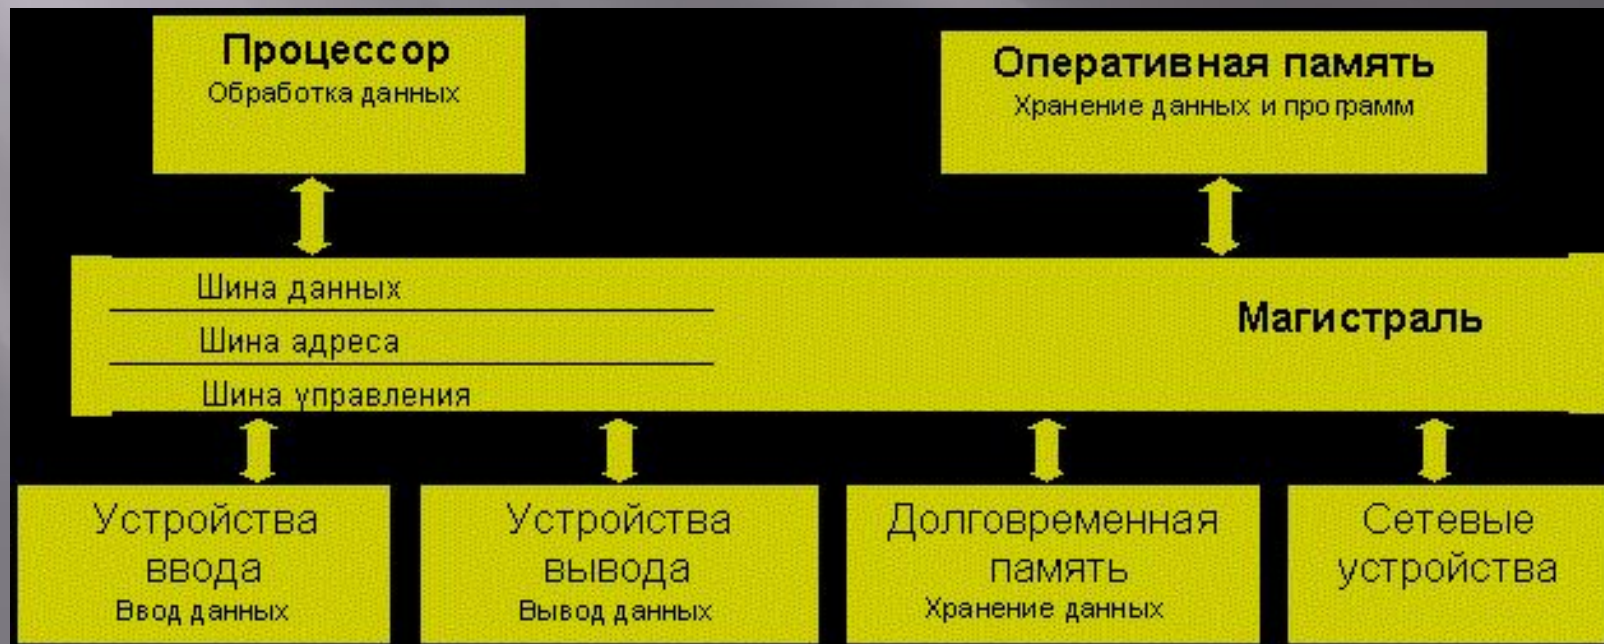 Процессор
Обработка данных
Оперативная память
Хранение данных и программ
Шина данных
Шина адреса
Шина управления
Магистраль
Устройства
ввода
Ввод данных
Устройства
вывода
Вывод данных
Долговременная
память
Хранение данных
Сетевые
устройства